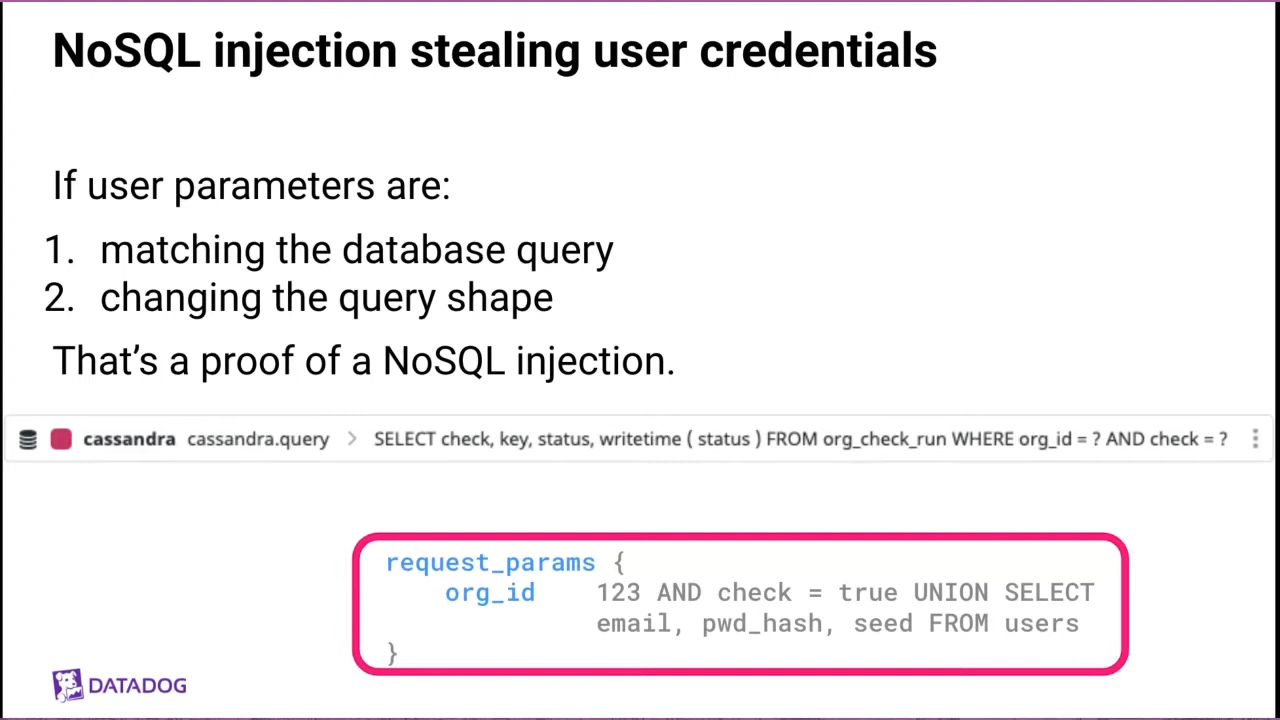 NoSQL injection stealing user credentials
If user parameters are:
1. matching the database query
2. changing the query shape
That’s a proof of a NoSQL injection.
cassandra cassandra.query > SELECT check, key, status, writetime ( status ) FROM org_check_run WHERE org_id = ? AND check = ?
request_params {
org_id 123 AND check = true UNION SELECT
email, pwd_hash, seed FROM users
}
DATADOG